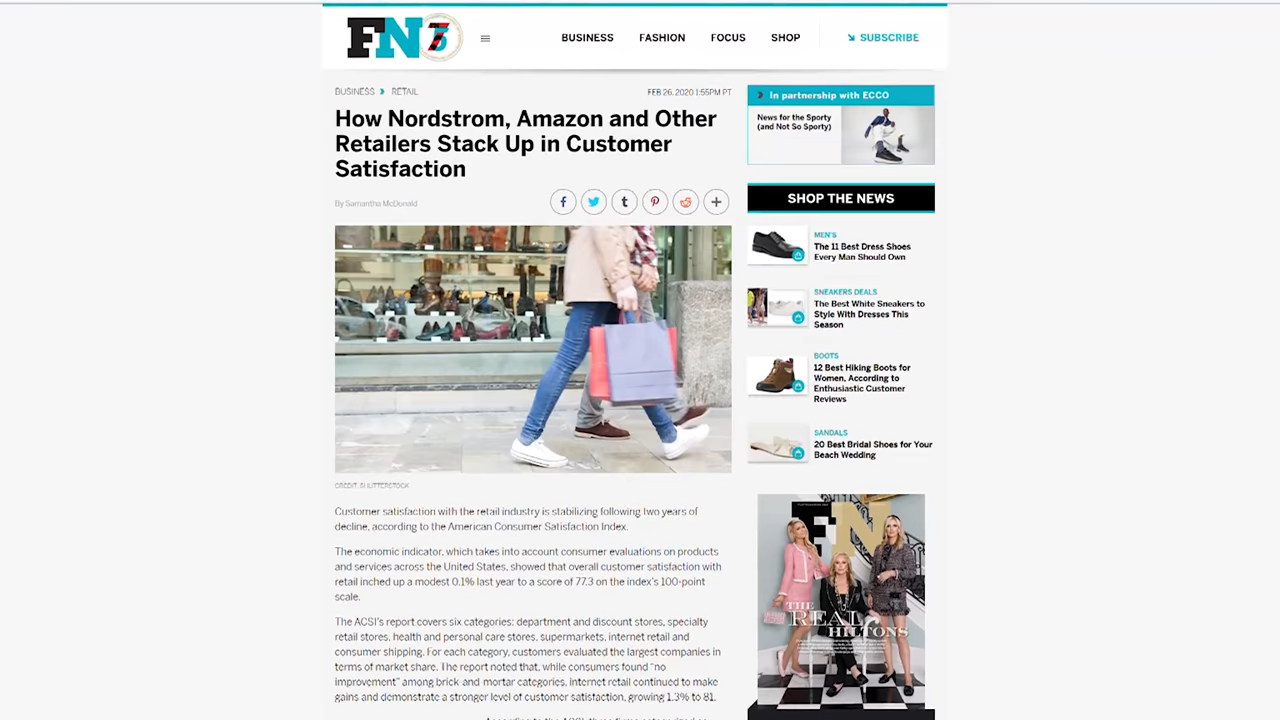 FN
BUSINESS FASHION FOCUS SHOP SUBSCRIBE
BUSINESS RETAIL
FEB 26, 2020 1:55PM PT
How Nordstrom, Amazon and Other
Retailers Stack Up in Customer
Satisfaction
By Samantha McDonald
CREDIT: SHUTTERSTOCK
Customer satisfaction with the retail industry is stabilizing following two years of
decline, according to the American Consumer Satisfaction Index.
The economic indicator, which takes into account consumer evaluations on products
and services across the United States, showed that overall customer satisfaction with
retail inched up a modest 0.1% last year to a score of 77.3 on the index's 100-point
scale.
The ACSI's report covers six categories: department and discount stores, specialty
retail stores, health and personal care stores, supermarkets, internet retail and
consumer shipping. For each category, customers evaluated the largest companies in
terms of market share. The report noted that, while consumers found "no
improvement" among brick-and-mortar categories, internet retail continued to make
gains and demonstrate a stronger level of customer satisfaction, growing 1.3% to 81.
In partnership with ECCO
News for the Sporty
(and Not So Sporty)
SHOP THE NEWS
MEN'S
The 11 Best Dress Shoes
Every Man Should Own
SNEAKERS DEALS
The Best White Sneakers to
Style With Dresses This
Season
BOOTS
12 Best Hiking Boots for
Women, According to
Enthusiastic Customer
Reviews
SANDALS
20 Best Bridal Shoes for Your
Beach Wedding
FN
THE
REAL
HILTONS